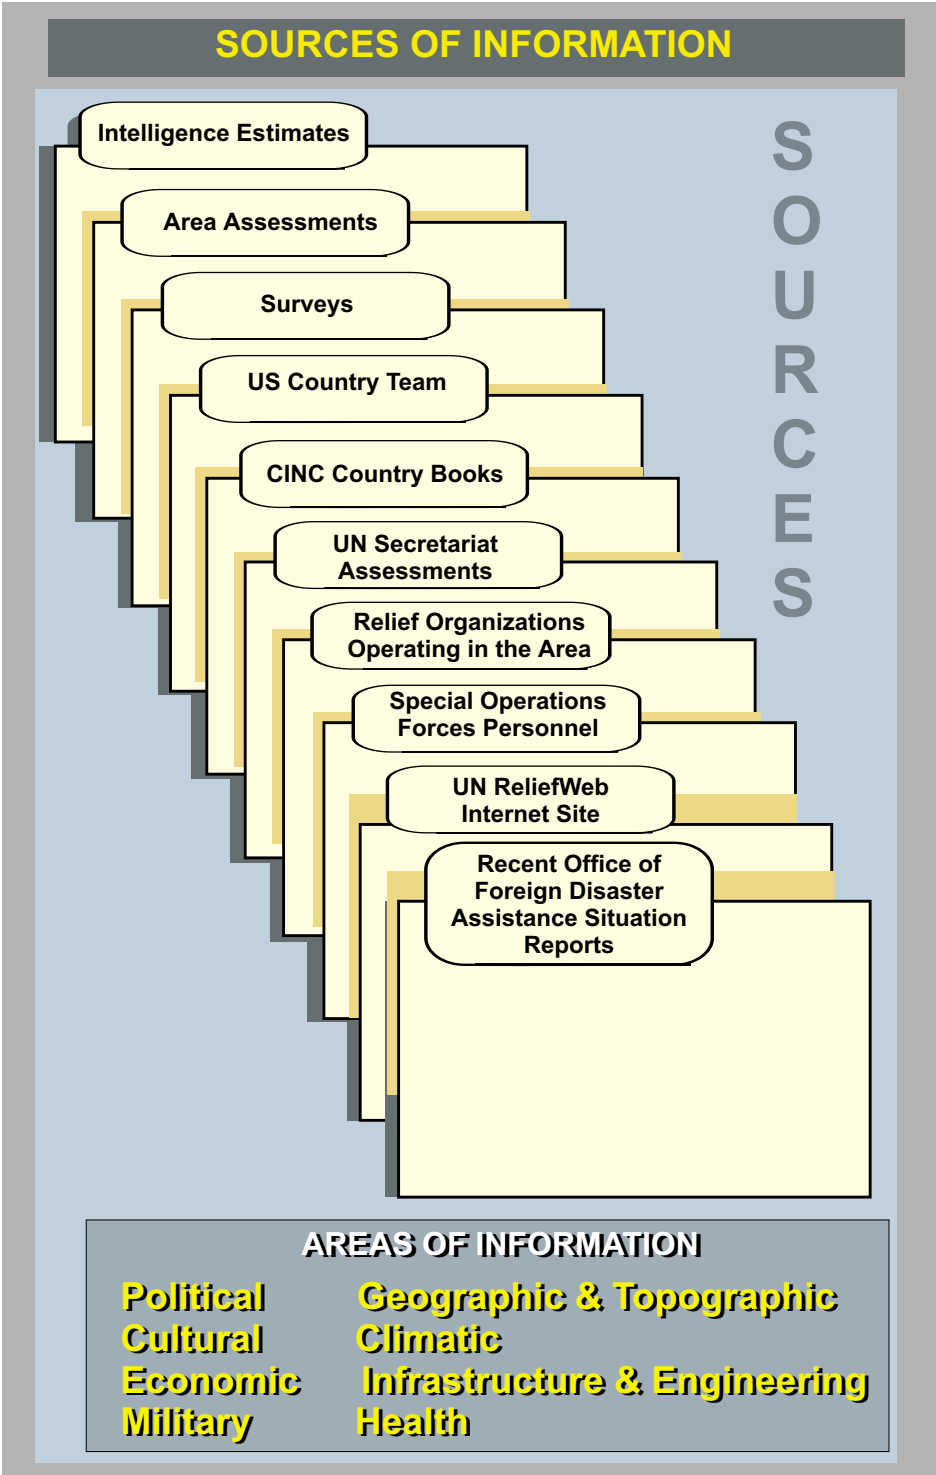 SOURCES OF INFORMATION
Intelligence Estimates
Area Assessments
Surveys
US Country Team
CINC Country Books
UN Secretariat
Assessments
Relief Organizations
Operating in the Area
Special Operations
Forces Personnel
UN ReliefWeb
Internet Site
Recent Office of
Foreign Disaster
Assistance Situation
Reports
S
O
U
R
C
E
S
AREAS OF INFORMATION
Political Geographic & Topographic
Cultural Climatic
Economic Infrastructure & Engineering
Military Health